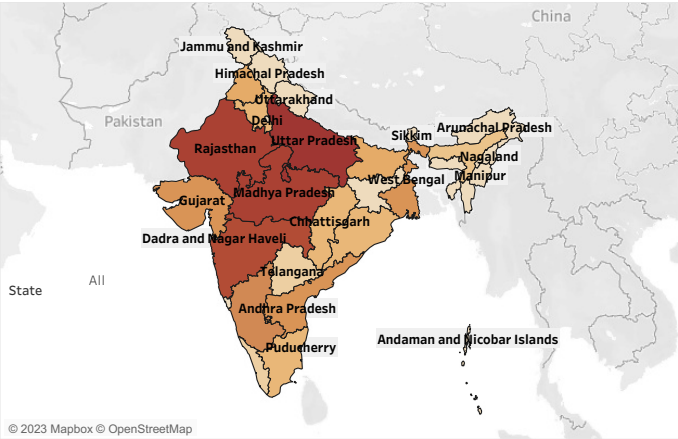 China
Jammu and Kashmir
Himachal Pradesh
Uttarakhand
Pakistan
Delhi
Arunachal Pradesh
Sikkim
Uttar Pradesh
Rajasthan
Nagaland
Manipur
West Bengal
Madhya Pradesh
Gujarat
Chhattisgarh
Dadra and Nagar Haveli
Telangana
All
State
Andhra Pradesh
Andaman and Nicobar Islands
Puducherry
© 2023 Mapbox © OpenStreetMap